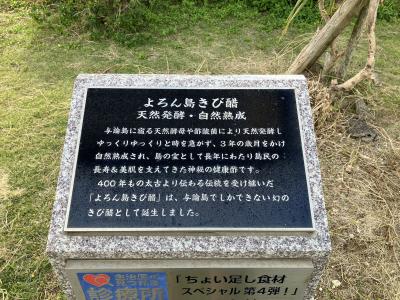 よろん島きび醋
天然発酵・自然熟成
与論島に宿る天然酵母や酢酸菌により天然発酵し
ゆっくりゆっくりと時を急がず、3年の歳月をかけ
自然熟成され、島の宝として長年にわたり島民の
長寿&美肌を支えてきた神秘の健康酢です。
400年もの太古より伝わる伝統を受け継いだ
「よろん島きび醋」は、与論島でしかできない幻の
きび醋として誕生しました。
診療所
「ちょい足し食材
スペシャル第4弾!」